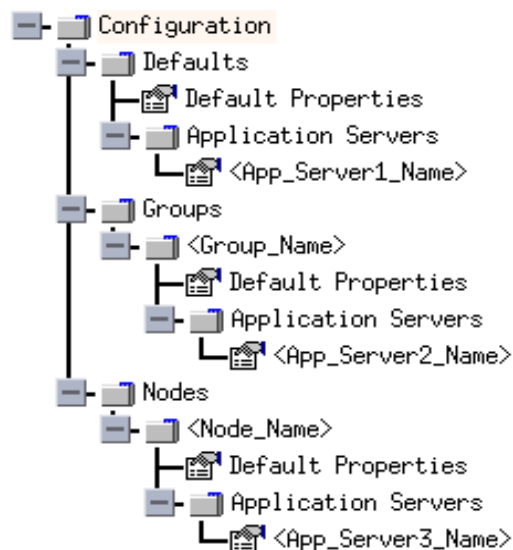 Configuration
Defaults
Default Properties
Application Servers
<App_Server1_Name>
Groups
<Group_Name>
Default Properties
Application Servers
<App_Server2_Name>
Nodes
<Node_Name>
Default Properties
Application Servers
<App_Server3_Name>